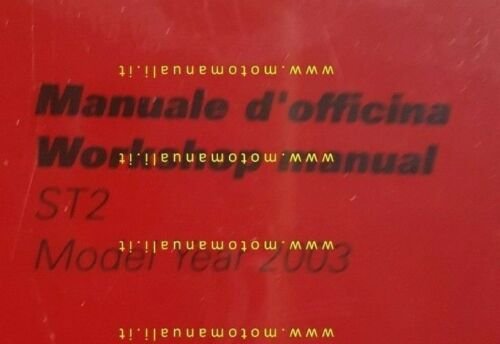 www.motomanuali.it
Manuale d'officina
Workshop manual
www.motomanuali.it
ST2
Model Year 2003
www.motomanuali.it
www.motomanuali.it